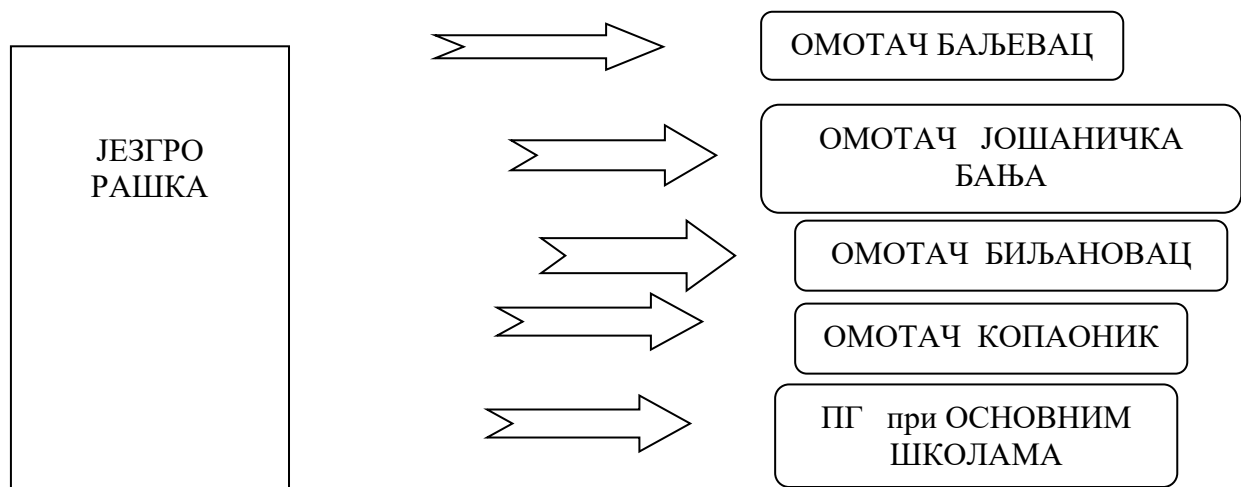 ЈЕЗГРО
РАШКА
ОМОТАЧ БАЉЕВАЦ
ОМОТАЧ ЈОШАНИЧКА
БАЊА
ОМОТАЧ БИЉАНОВАЦ
ОМОТАЧ КОПАОНИК
ПГ при ОСНОВНИМ
ШКОЛАМА